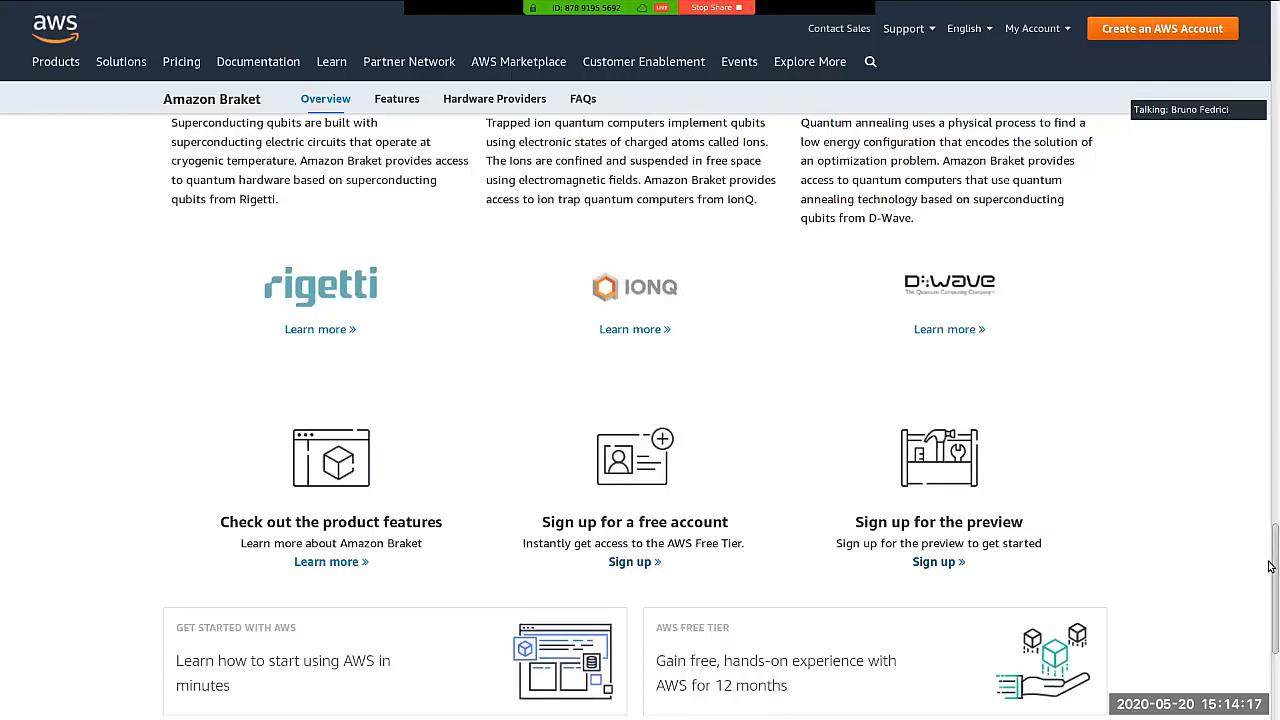 ID: 878 9195 5692 LIVE Stop Share
aws
Contact Sales Support English My Account Create an AWS Account
Products Solutions Pricing Documentation Learn Partner Network AWS Marketplace Customer Enablement Events Explore More
Amazon Braket Overview Features Hardware Providers FAQs
Talking: Bruno Fedrici
Superconducting qubits are built with
superconducting electric circuits that operate at
cryogenic temperature. Amazon Braket provides access
to quantum hardware based on superconducting
qubits from Rigetti.
Trapped ion quantum computers implement qubits
using electronic states of charged atoms called Ions.
The Ions are confined and suspended in free space
using electromagnetic fields. Amazon Braket provides
access to ion trap quantum computers from IonQ.
Quantum annealing uses a physical process to find a
low energy configuration that encodes the solution of
an optimization problem. Amazon Braket provides
access to quantum computers that use quantum
annealing technology based on superconducting
qubits from D-Wave.
rigetti
Learn more »
IONQ
Learn more »
D:wave
The Quantum Computing Company™
Learn more »
Check out the product features
Learn more about Amazon Braket
Learn more »
Sign up for a free account
Instantly get access to the AWS Free Tier.
Sign up »
Sign up for the preview
Sign up for the preview to get started
Sign up »
GET STARTED WITH AWS
Learn how to start using AWS in
minutes
AWS FREE TIER
Gain free, hands-on experience with
AWS for 12 months
2020-05-20 15:14:17